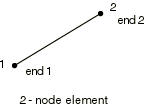 2
end 2
1
end 1
2 - node element